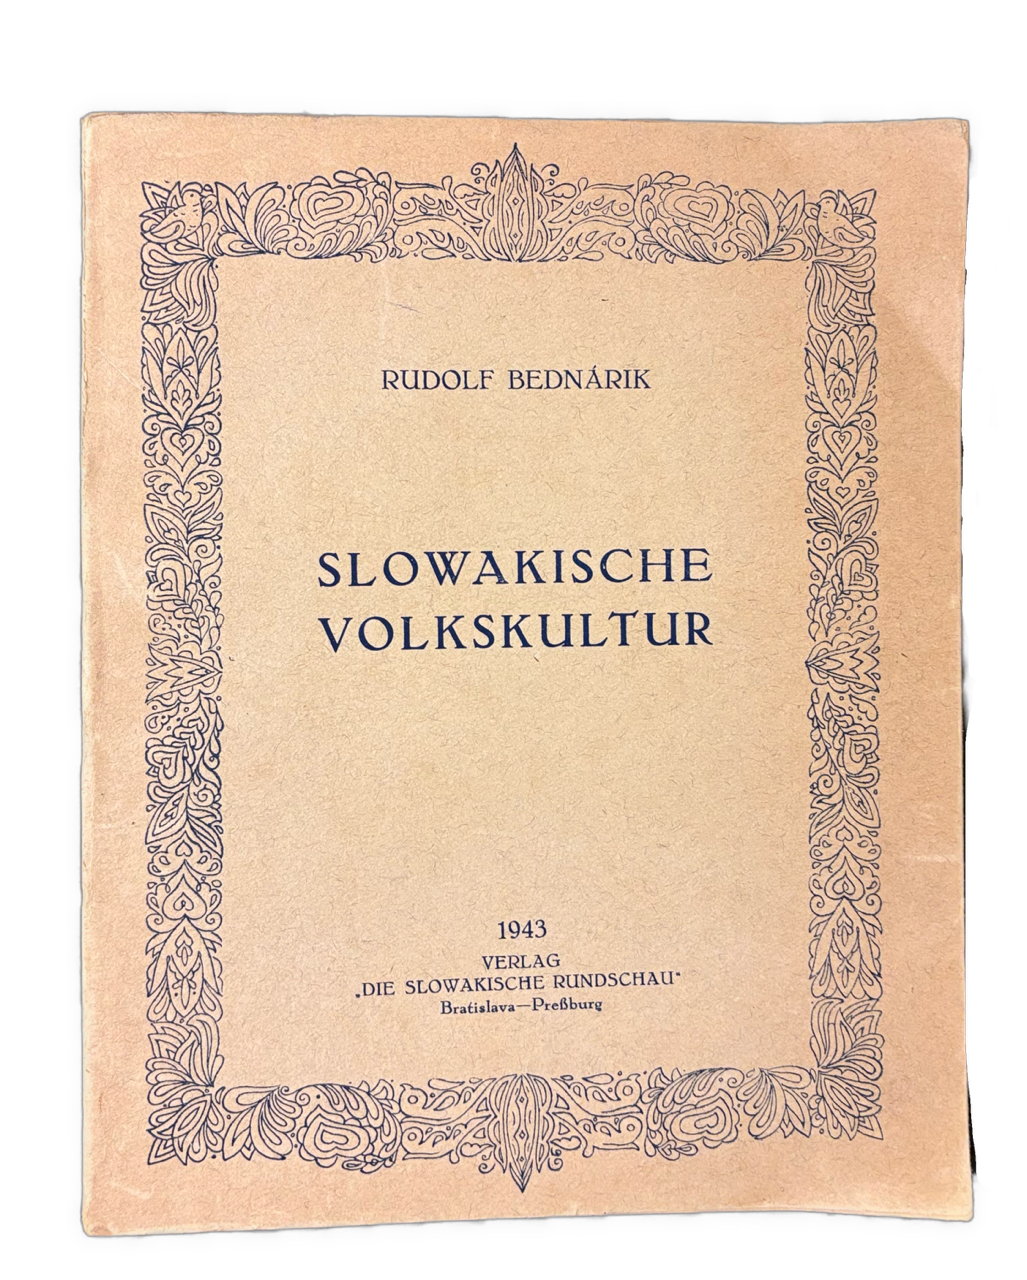 RUDOLF BEDNÁRIK
SLOWAKISCHE
VOLKSKULTUR
1943
VERLAG
„DIE SLOWAKISCHE RUNDSCHAU“
Bratislava—Preßburg